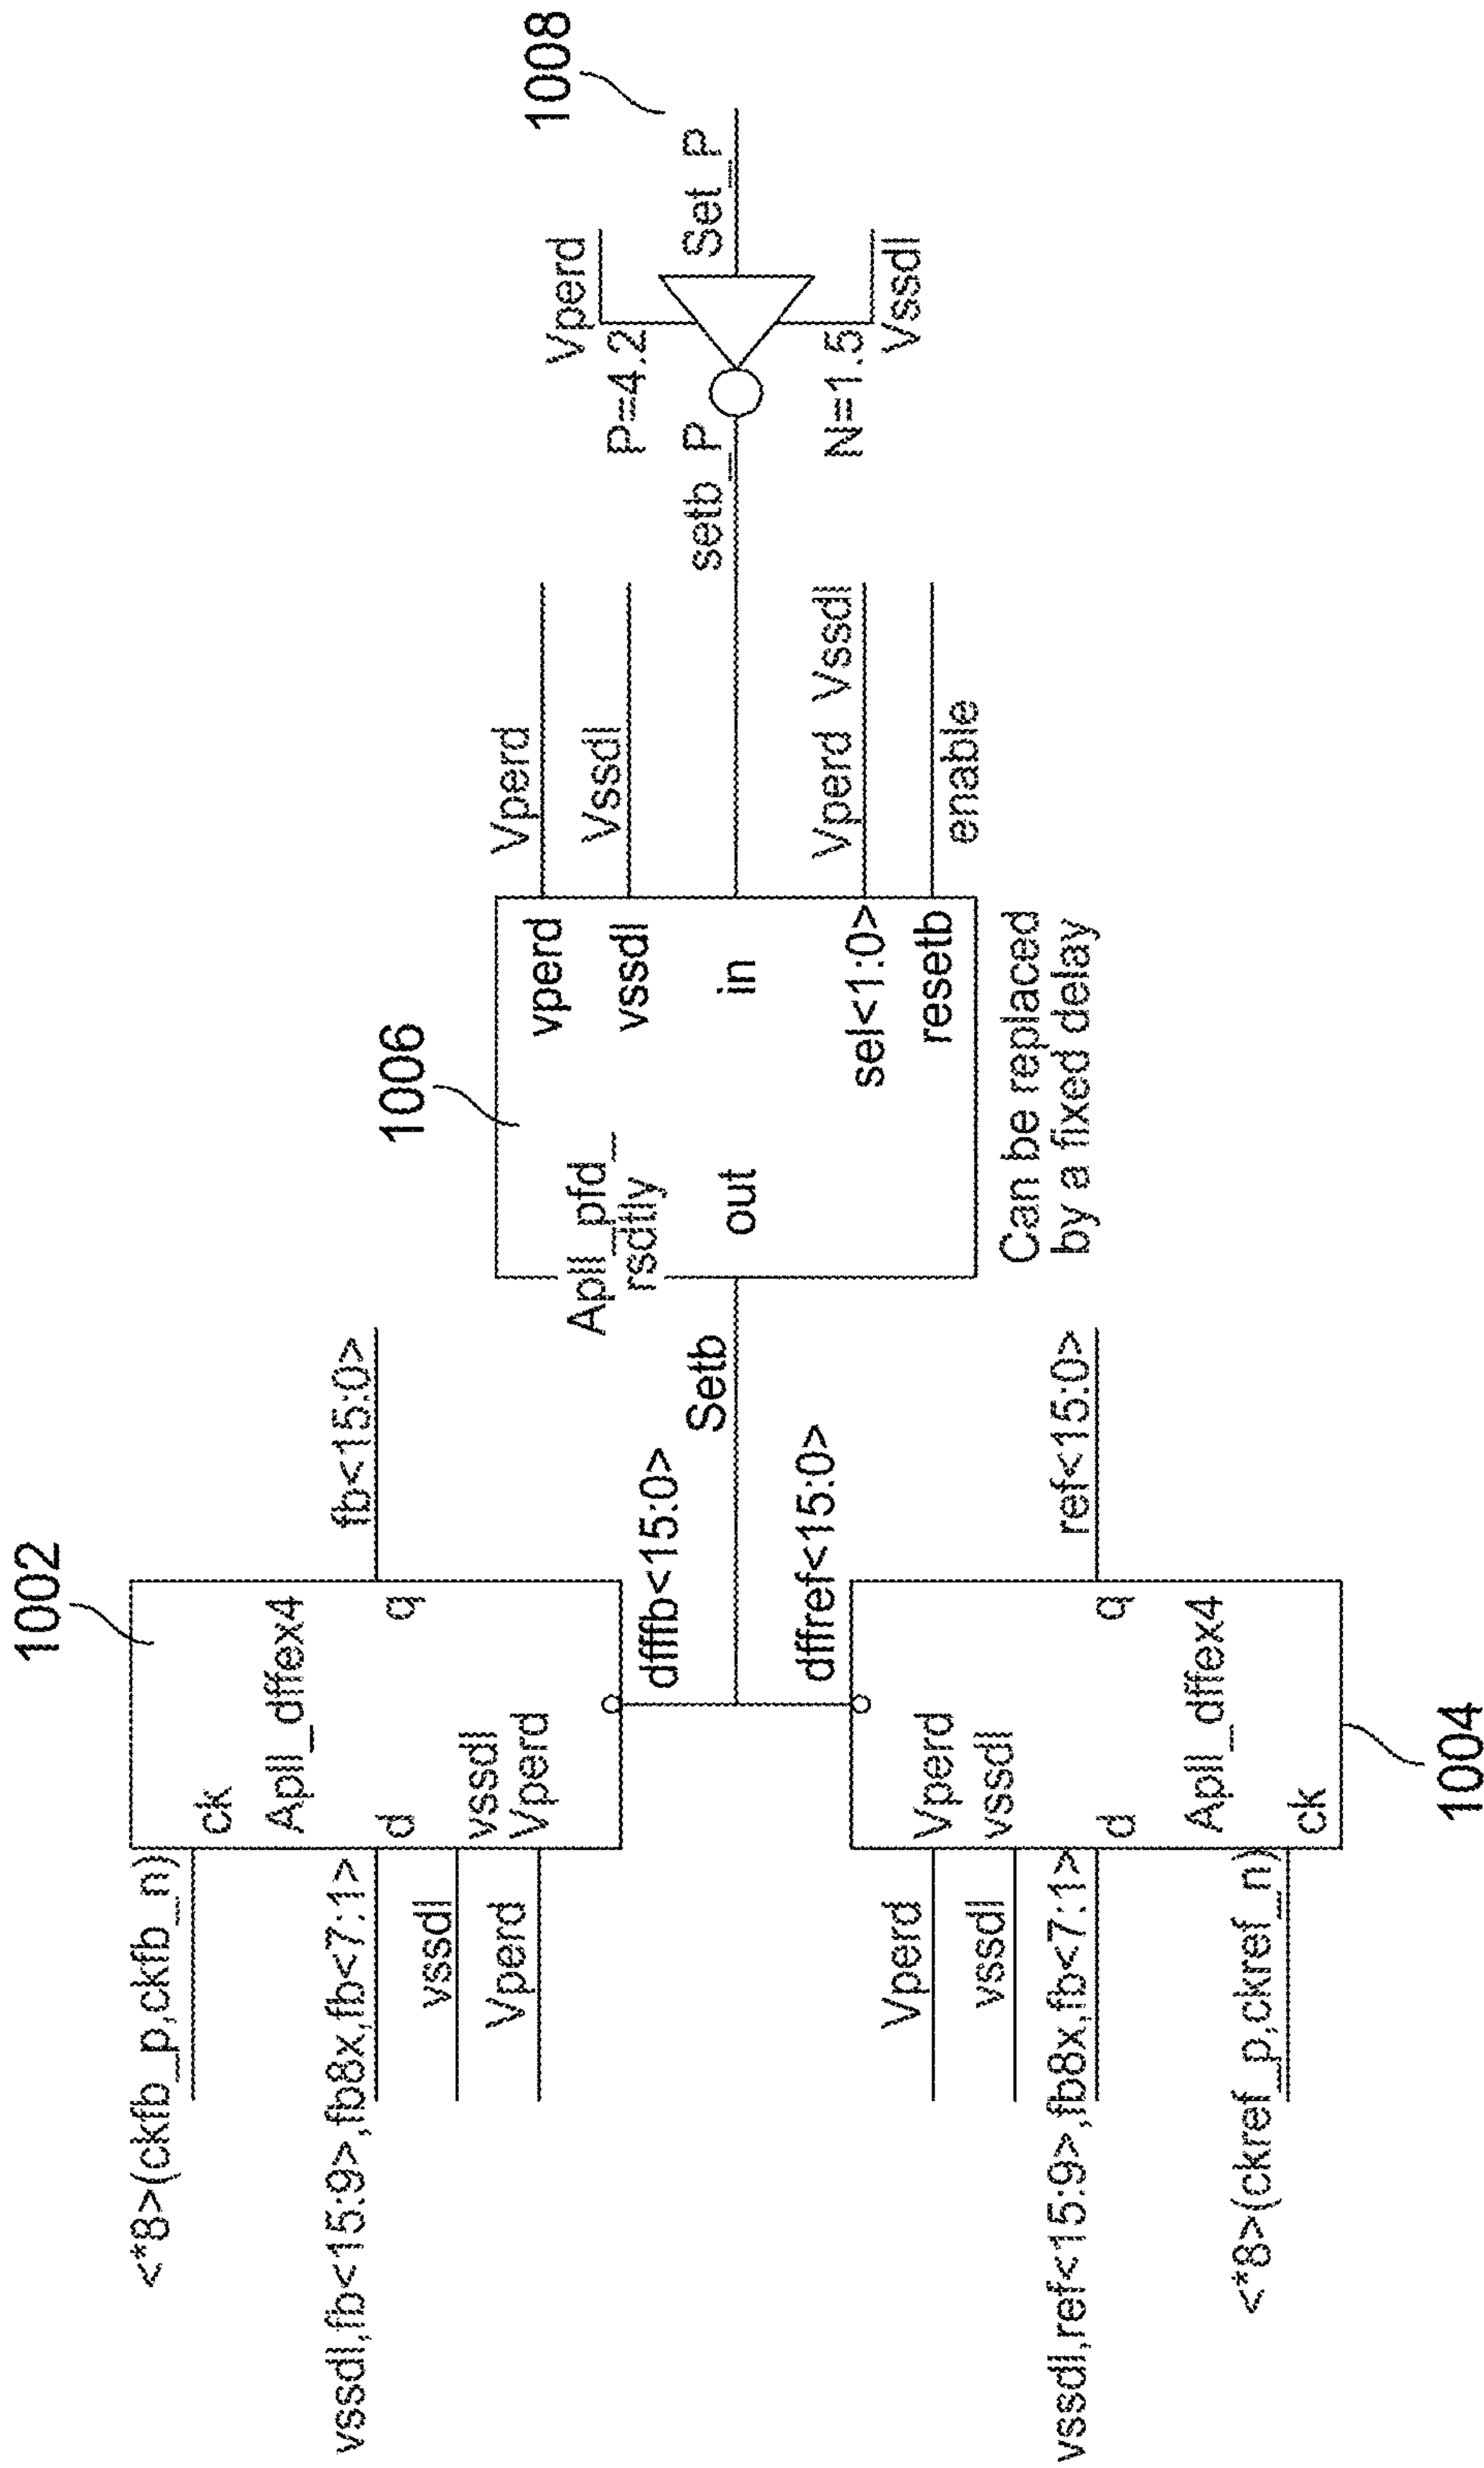 1002
<*8>(ckfb_p,ckfb_n)
ck
Apll_dffex4
vssdl,fb<15:9>,fb8x,fb<7:1>
d
q
fb<15:0>
vssdl
vssdl
Vperd
Vperd
dfffb<15:0>
Setb
dffref<15:0>
Vperd
Vperd
vssdl
vssdl
vssdl,ref<15:9>,fb8x,fb<7:1>
d
q
ref<15:0>
Apll_dffex4
<*8>(ckref_p,ckref_n)
ck
1004
1006
Apll_pfd_
rsdtly
out
vperd
vssdl
in
sel<1:0>
resetb
Can be replaced
by a fixed delay
Vperd
Vssdl
setb_P
Vperd Vssdl
enable
Vperd
P=4.2
Set_P
N=1.5
Vssdl
1008